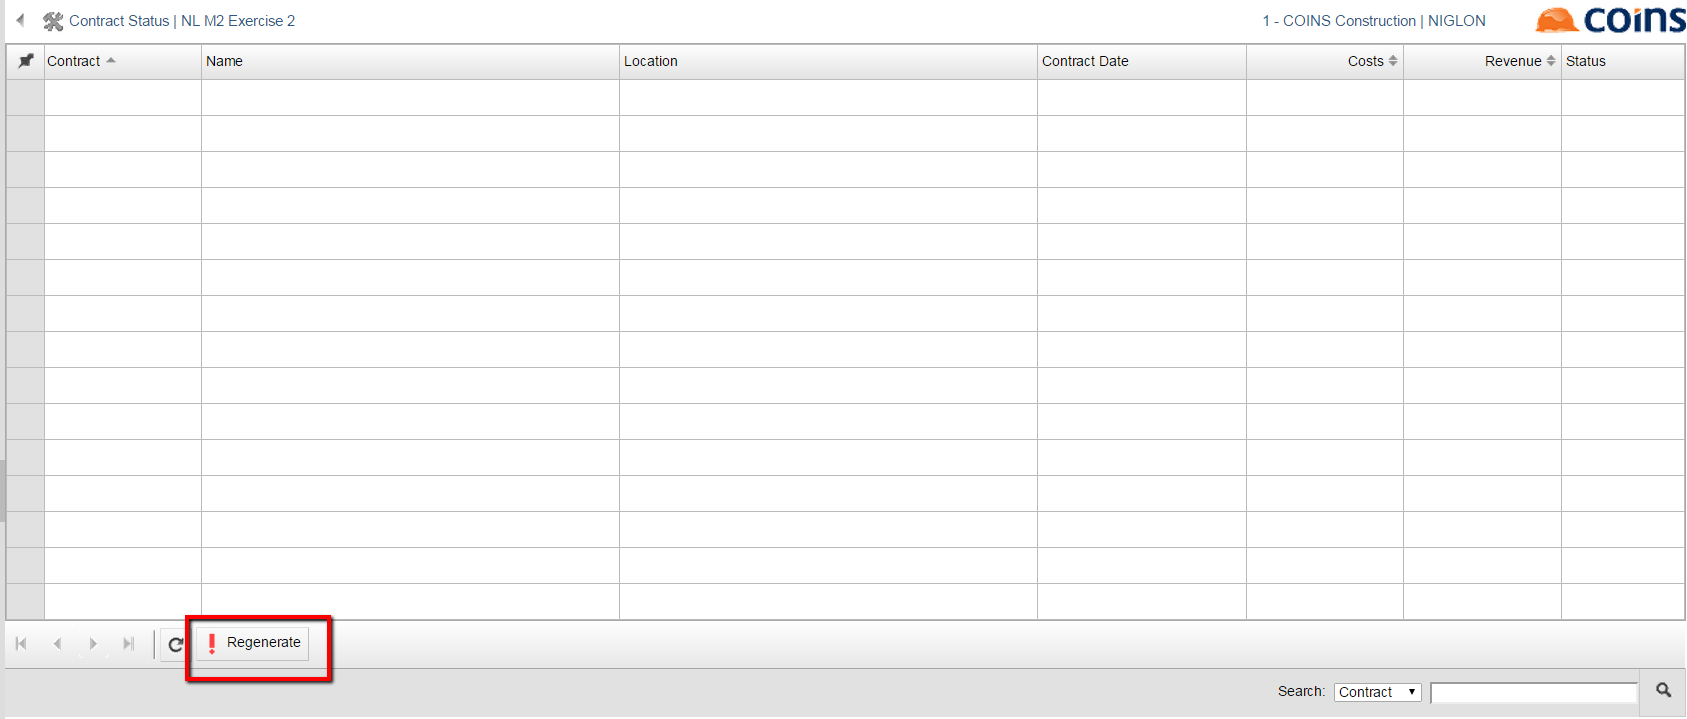 Contract Status | NL M2 Exercise 2
1 - COINS Construction | NIGLON
coins
Contract Name Location Contract Date Costs Revenue Status
Regenerate
Search: Contract